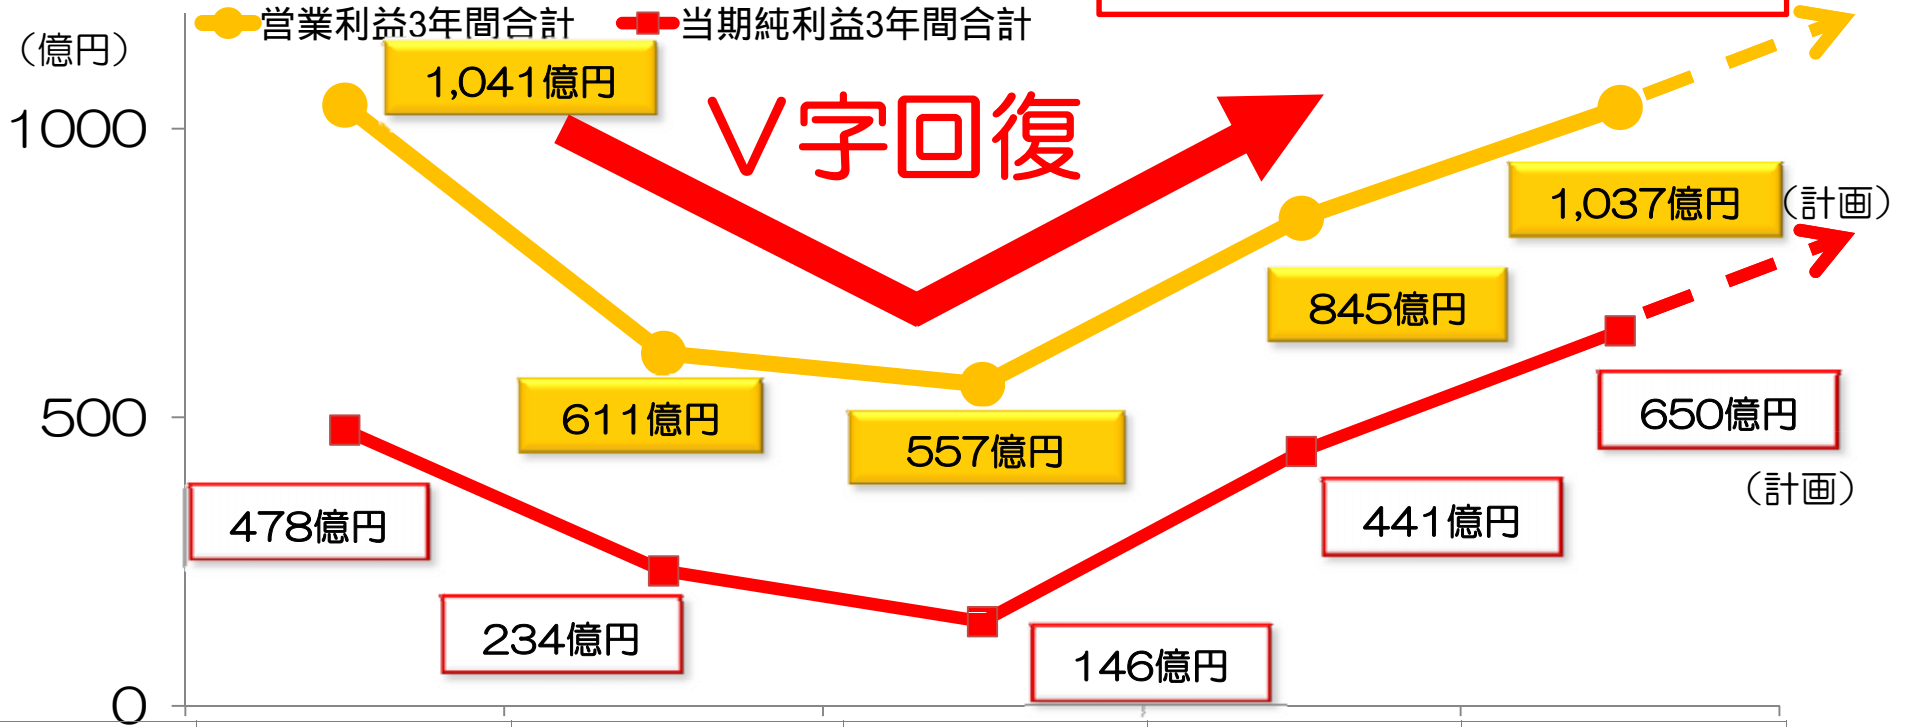 営業利益3年間合計 当期純利益3年間合計
（億円）
1,041億円
V字回復
1000
1,037億円
（計画）
845億円
611億円
557億円
500
650億円
（計画）
478億円
441億円
234億円
146億円
0